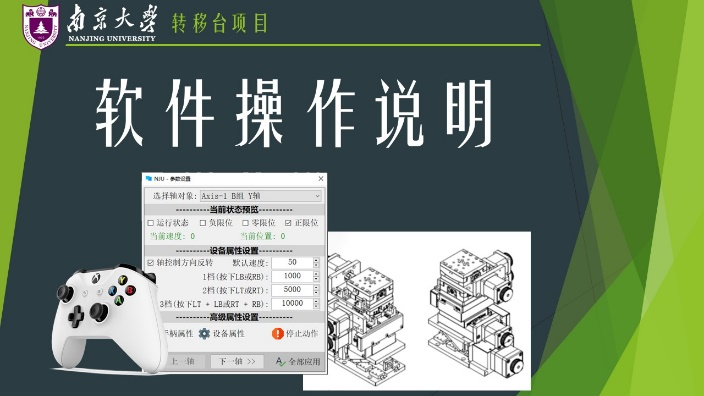 南京大学 转移台项目
NANJING UNIVERSITY
软件操作说明
NJU - 参数设置
选择轴对象: Axis-1 B组 Y轴
----------当前状态预览----------
运行状态 负限位 零限位 正限位
当前速度: 0 当前位置: 0
----------设备属性设置----------
轴控制方向反转 默认速度: 50
1档(按下LB或RB): 1000
2档(按下LT或RT): 5000
3档(按下LT + LB或RT + RB): 10000
----------高级属性设置----------
手柄属性 设备属性 停止动作
上一轴 下一轴 >> 全部应用